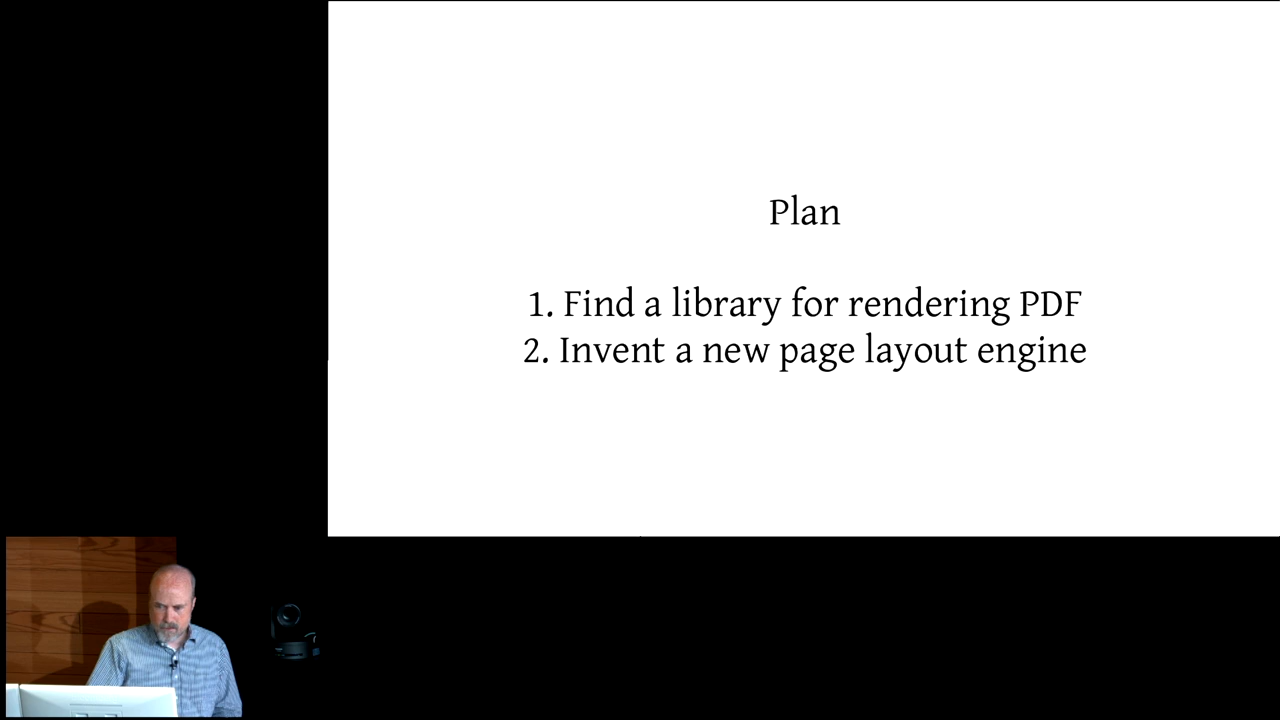 Plan
1. Find a library for rendering PDF
2. Invent a new page layout engine